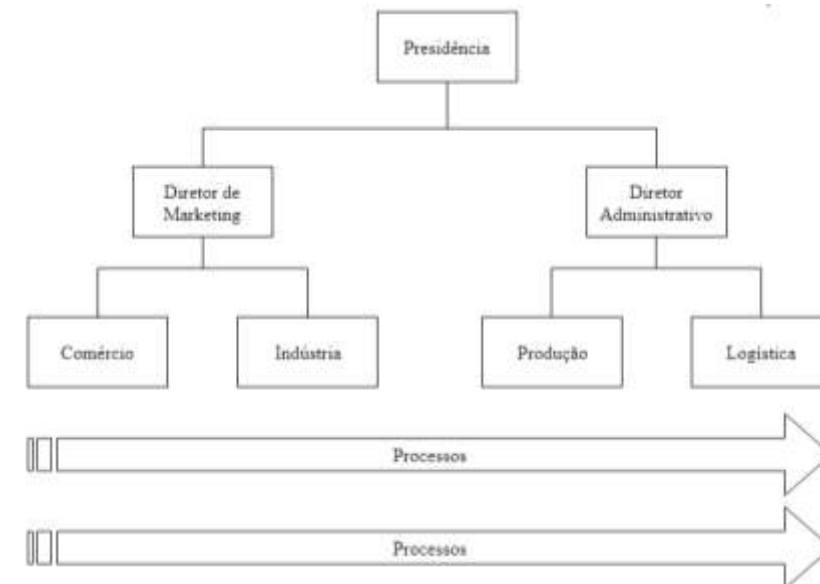 Presidência
Diretor de
Marketing
Diretor
Administrativo
Comércio
Indústria
Produção
Logística
Processos
Processos